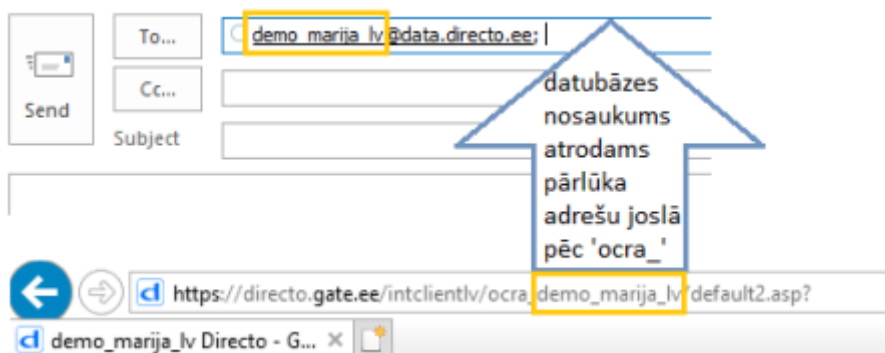 To...
demo_marija_lv@data.directo.ee;
Cc...
Send
Subject
datubāzes
nosaukums
atrodams
pārlūka
adrešu joslā
pēc 'ocra_'
https://directo.gate.ee/intclientlv/ocra_demo_marija_lv/default2.asp?
demo_marija_lv Directo - G...